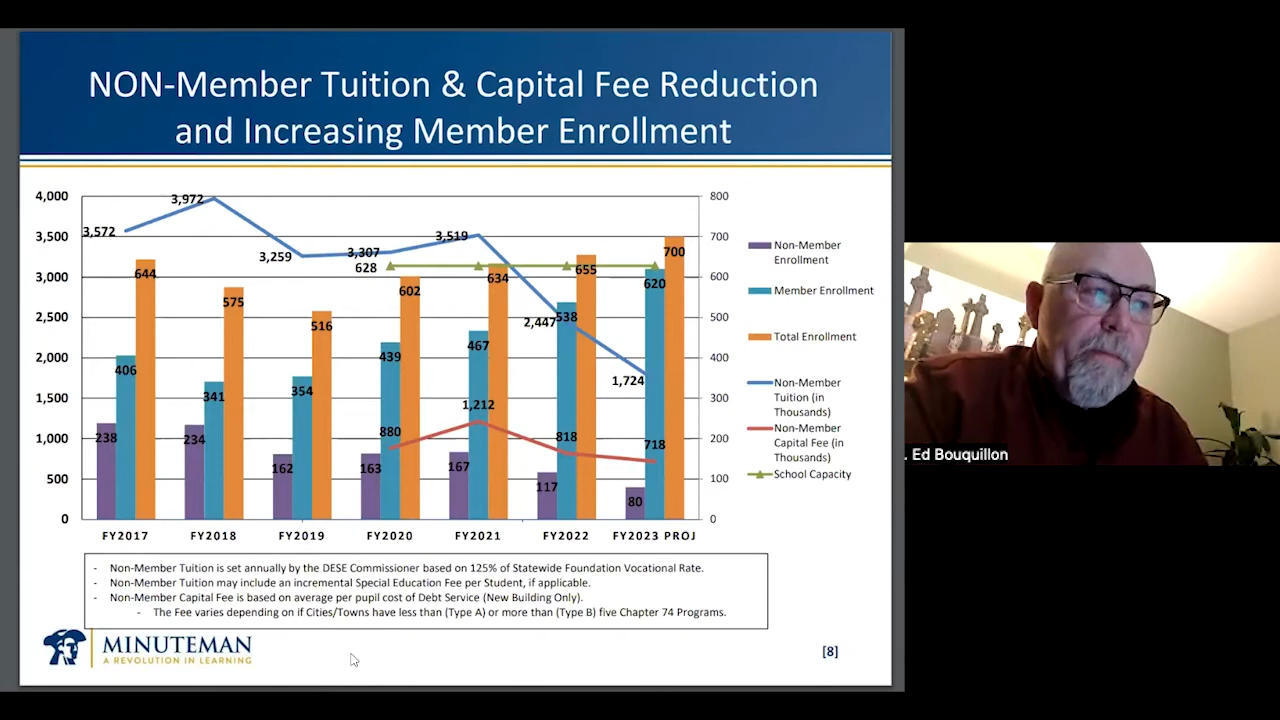 NON-Member Tuition & Capital Fee Reduction
and Increasing Member Enrollment
4,000
3,500
3,000
2,500
2,000
1,500
1,000
500
0
800
700
600
500
400
300
200
100
0
3,572
3,972
3,259
3,307
3,519
2,447
1,724
628
644
575
516
602
634
655
700
406
341
354
439
467
538
620
880
1,212
818
718
238
234
162
163
167
117
80
FY2017
FY2018
FY2019
FY2020
FY2021
FY2022
FY2023 PROJ
Non-Member
Enrollment
Member Enrollment
Total Enrollment
Non-Member
Tuition (in
Thousands)
Non-Member
Capital Fee (in
Thousands)
School Capacity
- Non-Member Tuition is set annually by the DESE Commissioner based on 125% of Statewide Foundation Vocational Rate.
- Non-Member Tuition may include an incremental Special Education Fee per Student, if applicable.
- Non-Member Capital Fee is based on average per pupil cost of Debt Service (New Building Only).
- The Fee varies depending on if Cities/Towns have less than (Type A) or more than (Type B) five Chapter 74 Programs.
MINUTEMAN
A REVOLUTION IN LEARNING
[8]
. Ed Bouquillon